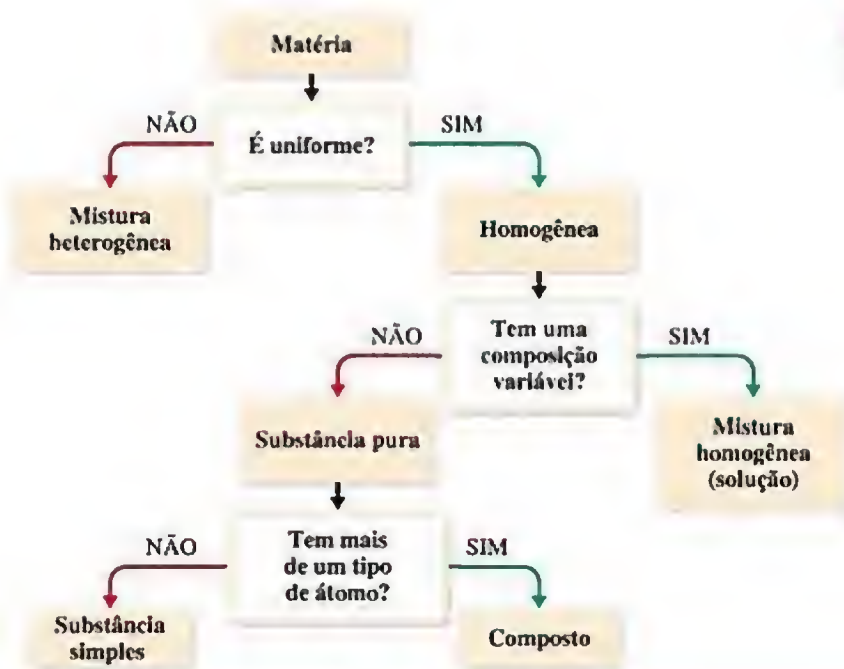 Matéria
NÃO
É uniforme?
SIM
Mistura
heterogênea
Homogênea
NÃO
Tem uma
composição
variável?
SIM
Substância pura
Mistura
homogênea
(solução)
NÃO
Tem mais
de um tipo
de átomo?
SIM
Substância
simples
Composto